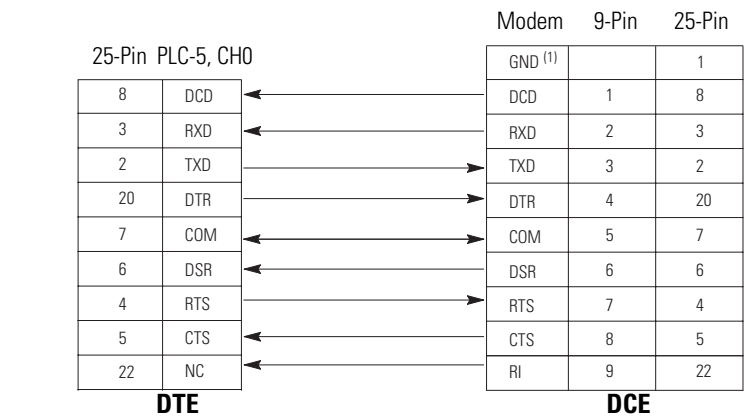 Modem 9-Pin 25-Pin
25-Pin PLC-5, CH0
GND (1) 1
8 DCD DCD 1 8
3 RXD RXD 2 3
2 TXD TXD 3 2
20 DTR DTR 4 20
7 COM COM 5 7
6 DSR DSR 6 6
4 RTS RTS 7 4
5 CTS CTS 8 5
22 NC RI 9 22
DTE DCE